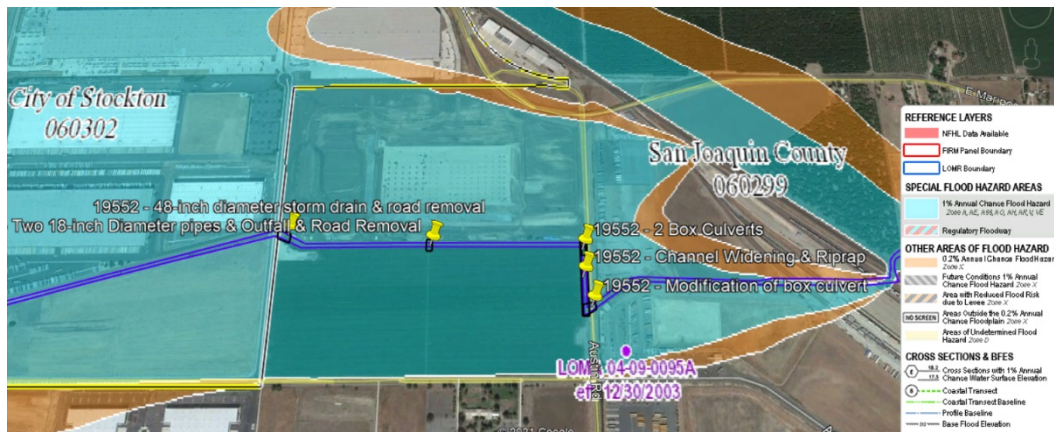 City of Stockton
060302
San Joaquin County
060299
19552 - 48-inch diameter storm drain & road removal
Two 18-inch Diameter pipes & Outfall & Road Removal
19552 - 2 Box Culverts
19552 - Channel Widening & Riprap
19552 - Modification of box culvert
Austin Rd
04-09-0095A
12/30/2003
REFERENCE LAYERS
NFHL Data Available
FIRM Panel Boundary
LOMR Boundary
SPECIAL FLOOD HAZARD AREAS
1% Annual Chance Flood Hazard
Zone A, AE, A99, AO, AH, AR, V, VE
Regulatory Floodway
OTHER AREAS OF FLOOD HAZARD
0.2% Annual Chance Flood Hazar
Zone X
Future Conditions 1% Annual
Chance Flood Hazard Zone X
Area with Reduced Flood Risk
due to Levee Zone X
NO SCREEN
Areas Outside the 0.2% Annual
Chance Floodplain Zone X
Areas of Undetermined Flood
Hazard Zone D
CROSS SECTIONS & BFES
Cross Sections with 1% Annual
Chance Water Surface Elevation
Coastal Transect
Coastal Transect Baseline
Profile Baseline
Base Flood Elevation